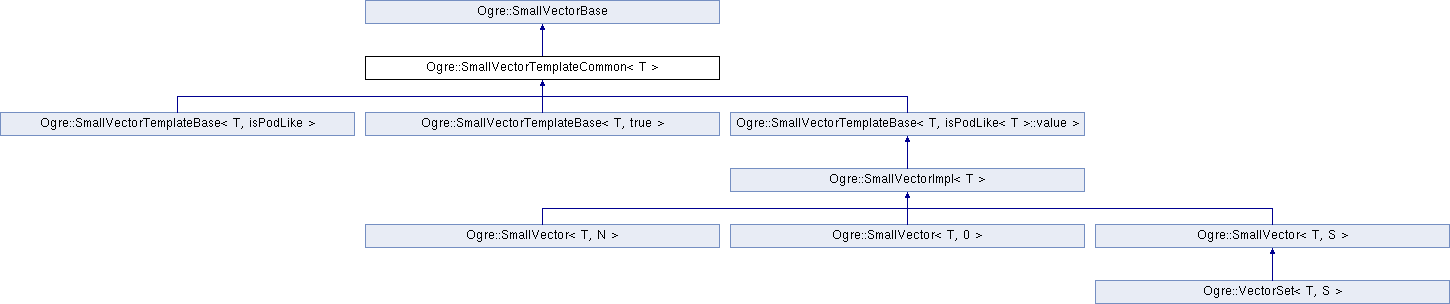 Ogre::SmallVectorBase
Ogre::SmallVectorTemplateCommon< T >
Ogre::SmallVectorTemplateBase< T, isPodLike >
Ogre::SmallVectorTemplateBase< T, true >
Ogre::SmallVectorTemplateBase< T, isPodLike< T >::value >
Ogre::SmallVectorImpl< T >
Ogre::SmallVector< T, N >
Ogre::SmallVector< T, 0 >
Ogre::SmallVector< T, S >
Ogre::VectorSet< T, S >